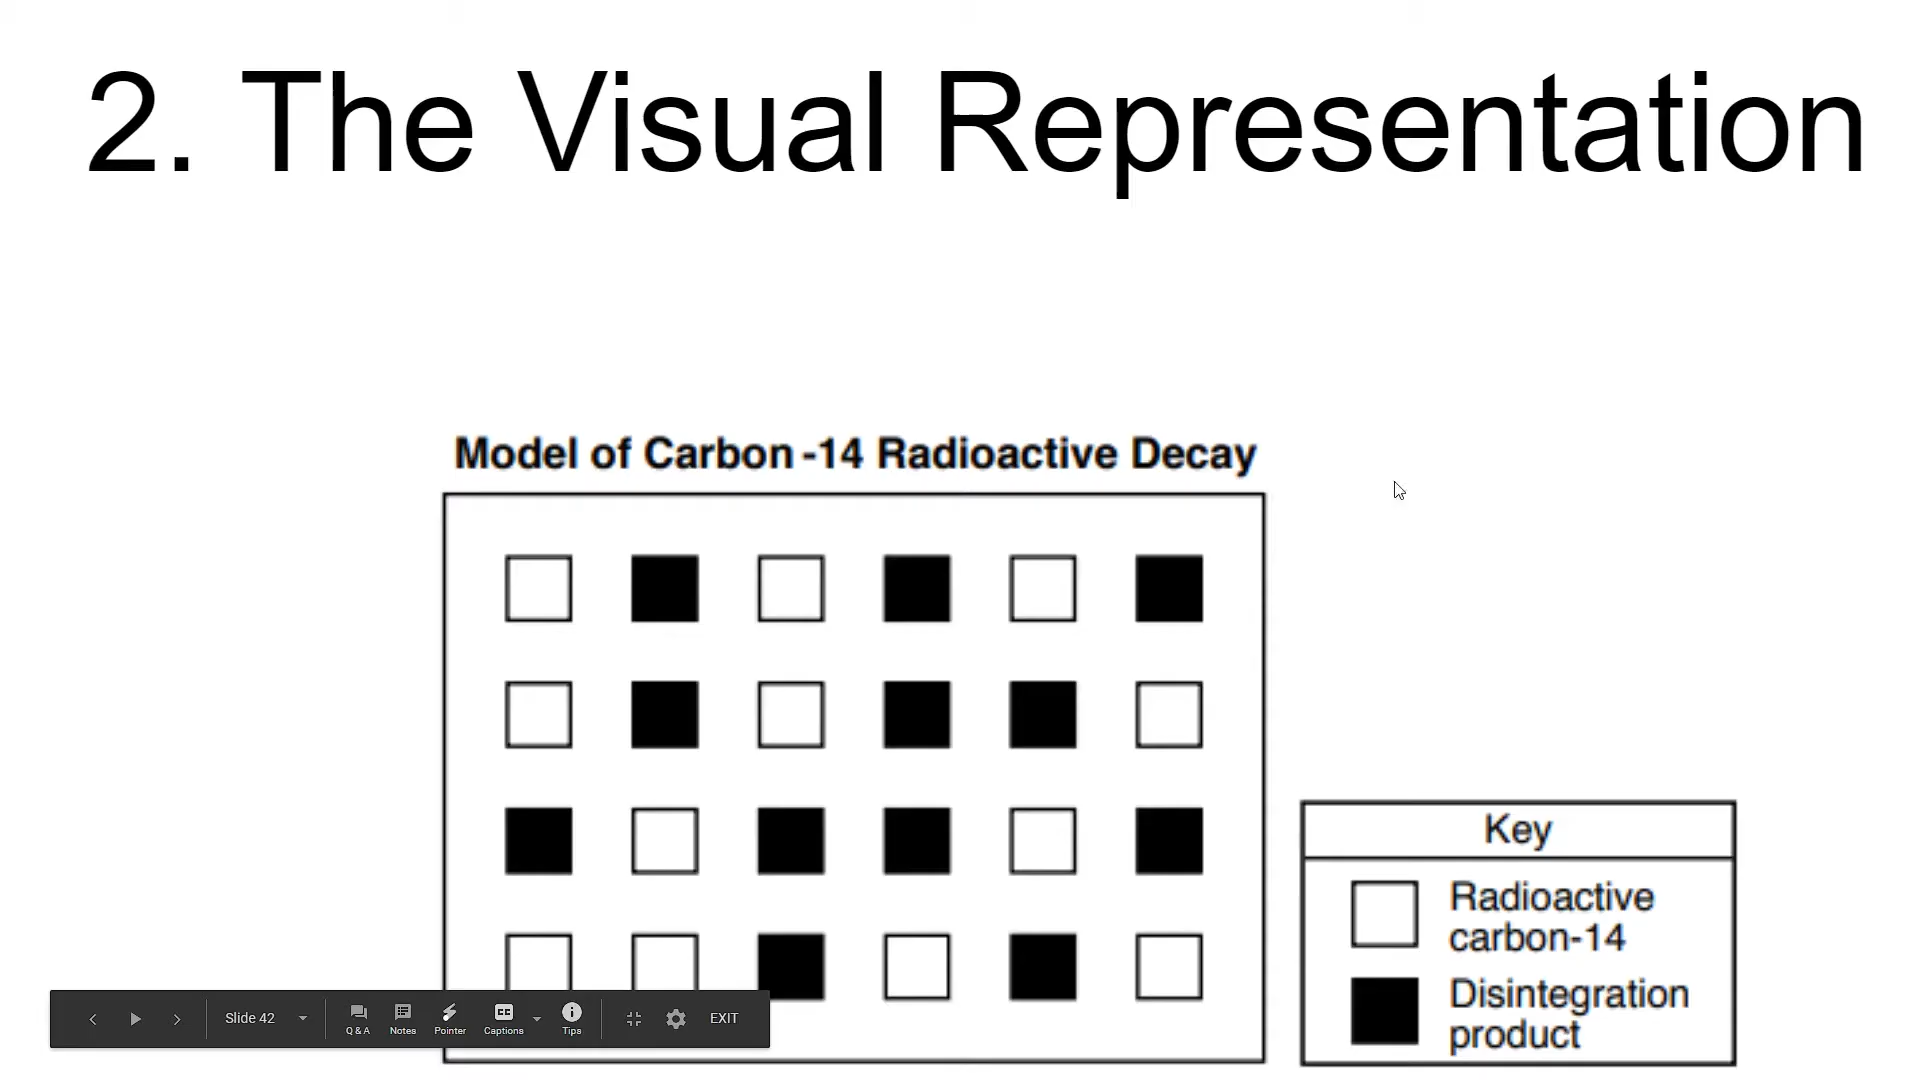 2. The Visual Representation
Model of Carbon -14 Radioactive Decay
Key
Radioactive
carbon-14
Disintegration
product
Slide 42
Q & A
Notes
Pointer
CC
Captions
Tips
EXIT